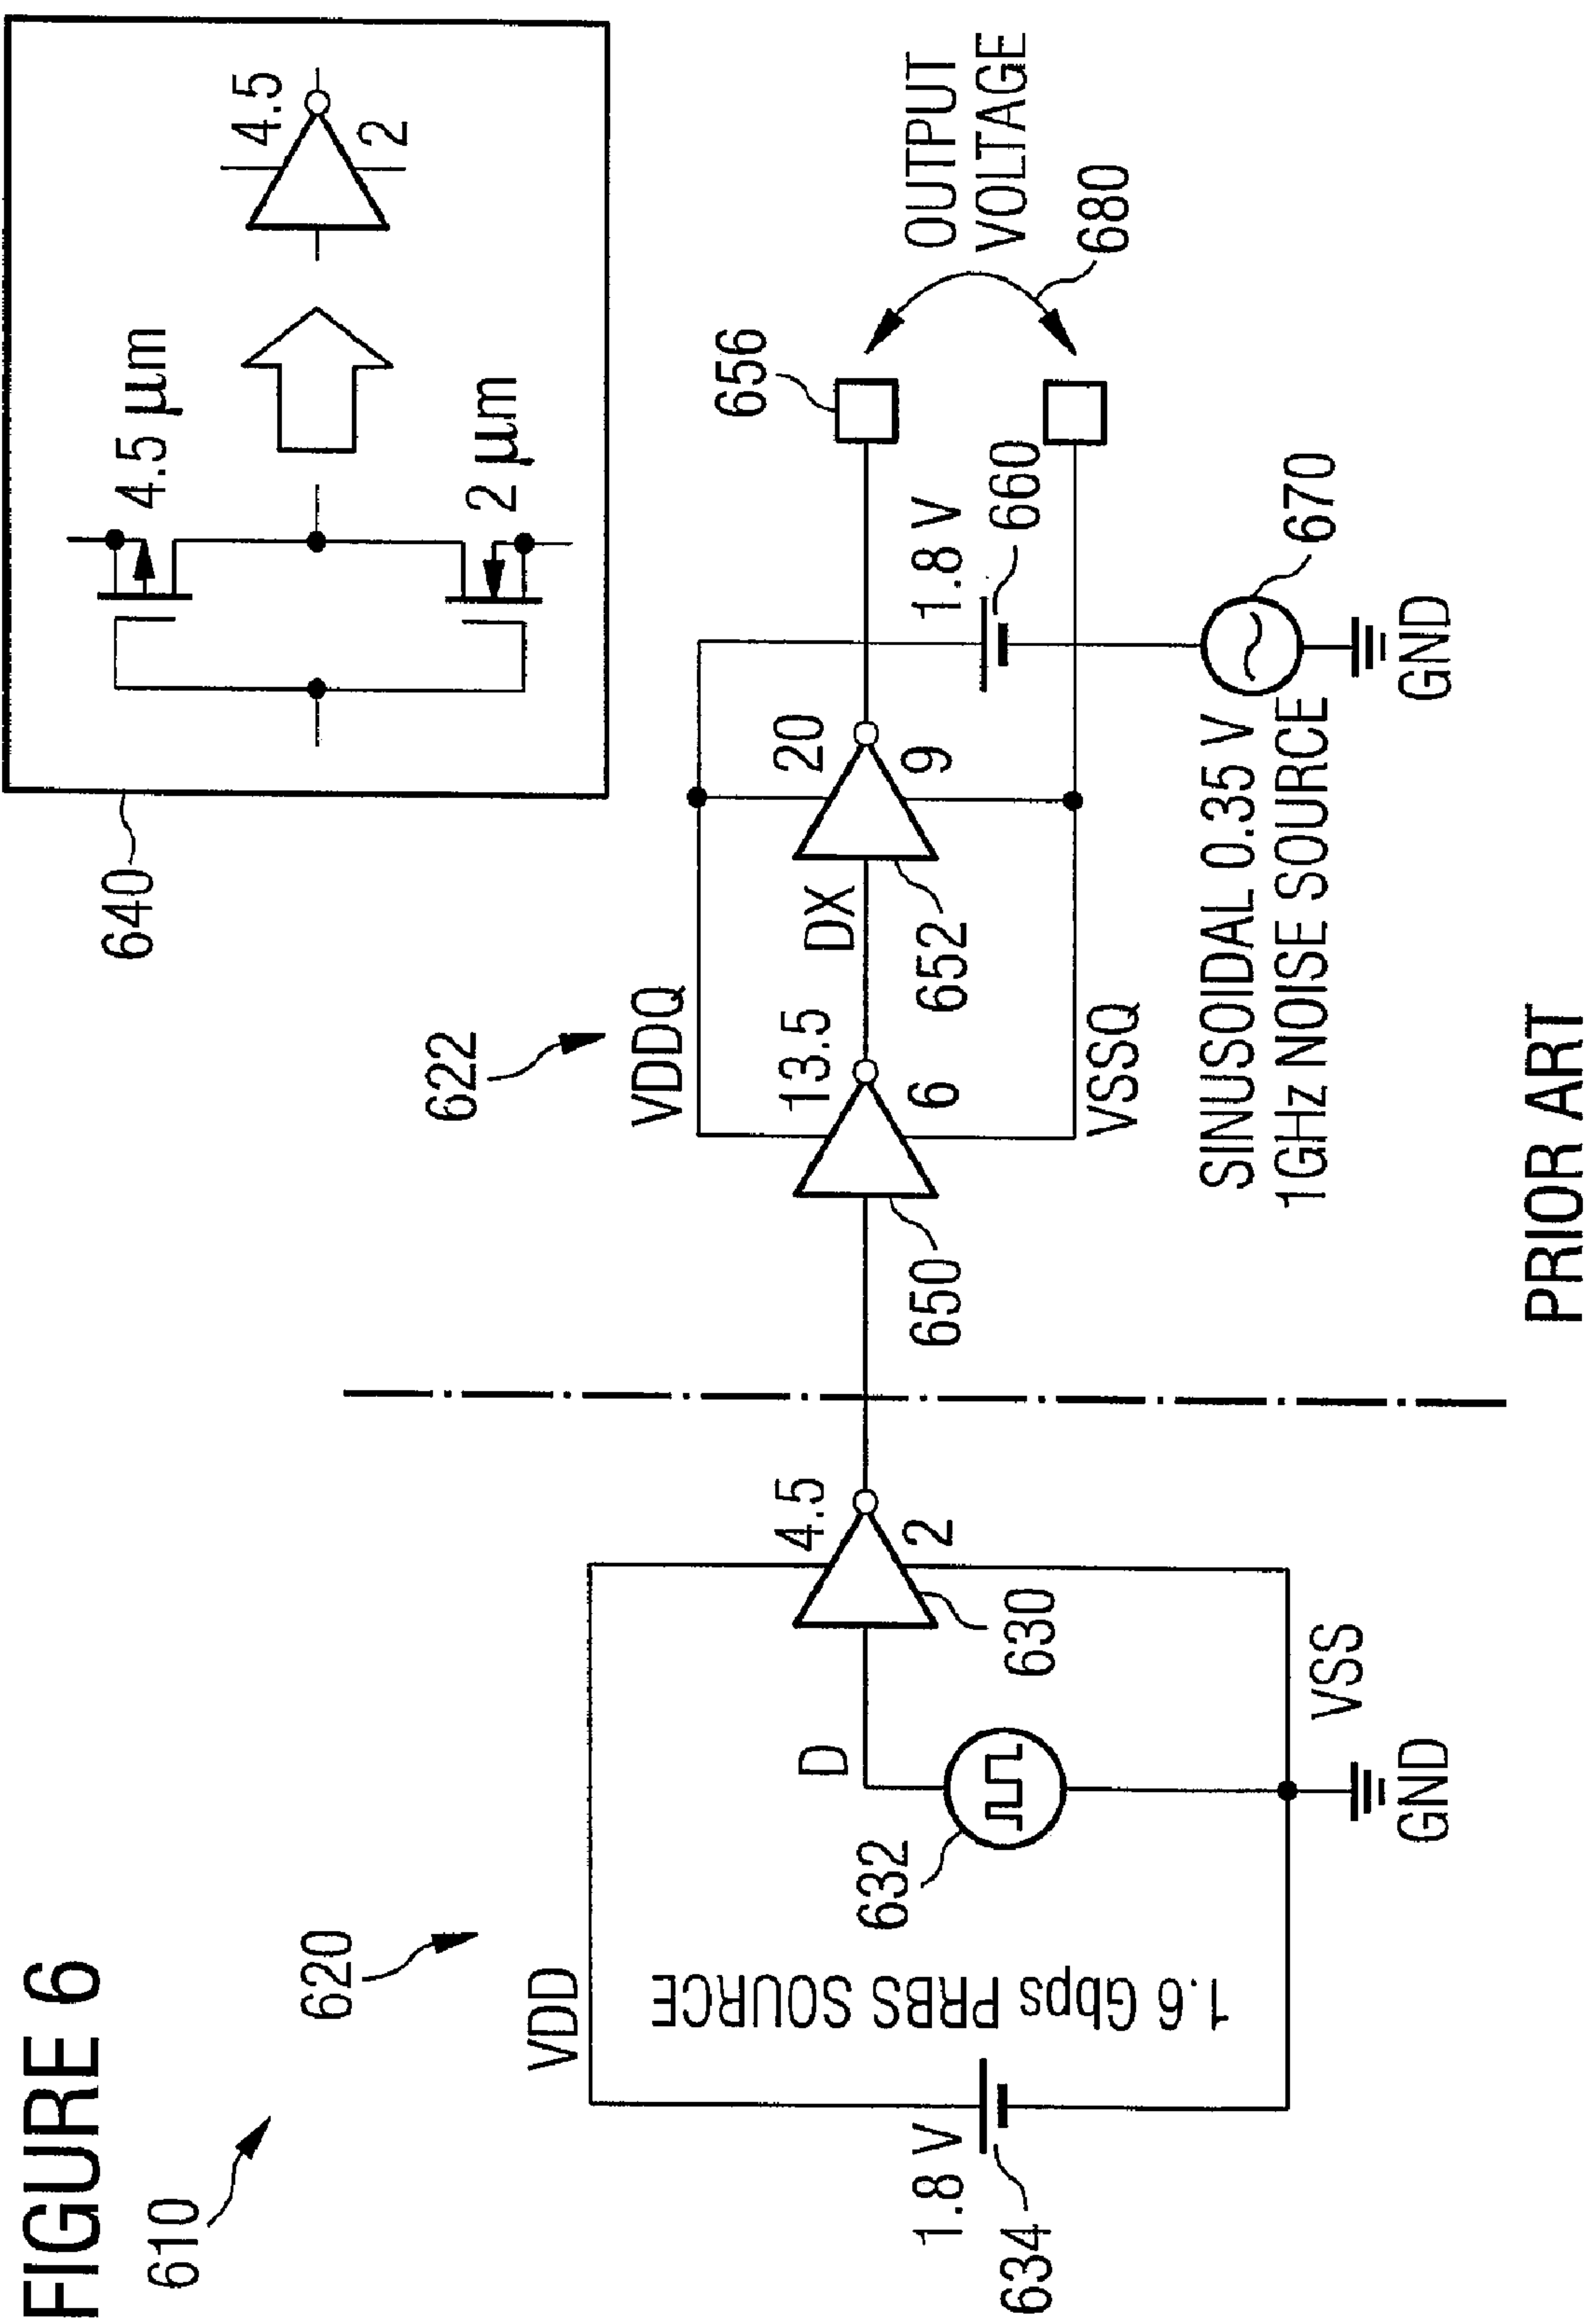 FIGURE 6
610
620
622
640
4.5 µm
2 µm
4.5
2
VDD
1.8 V
634
1.6 Gbps PRBS SOURCE
632
D
4.5
2
630
VSS
GND
650
13.5
6
VDDQ
VSSQ
DX
652
20
9
1.8 V
660
656
OUTPUT
VOLTAGE
680
670
SINUSOIDAL 0.35 V
1GHz NOISE SOURCE
GND
PRIOR ART